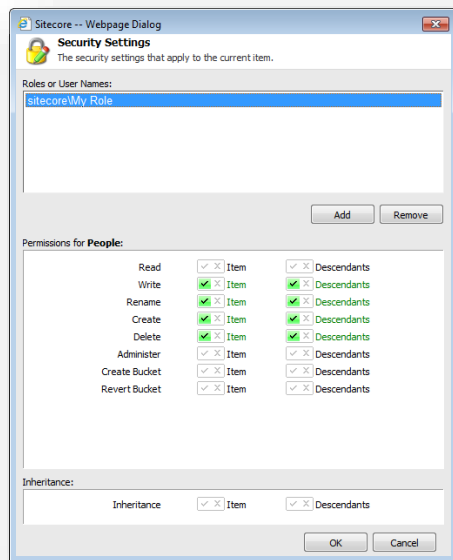 Sitecore -- Webpage Dialog
Security Settings
The security settings that apply to the current item.
Roles or User Names:
sitecore\My Role
Add Remove
Permissions for People:
Read Item Descendants
Write Item Descendants
Rename Item Descendants
Create Item Descendants
Delete Item Descendants
Administer Item Descendants
Create Bucket Item Descendants
Revert Bucket Item Descendants
Inheritance:
Inheritance Item Descendants
OK Cancel